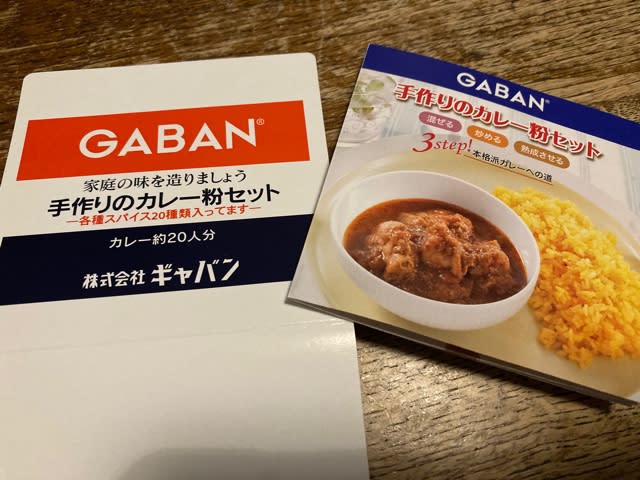 GABAN®
家庭の味を造りましょう
手作りのカレー粉セット
―各種スパイス20種類入ってます―
カレー約20人分
株式会社 ギャバン
GABAN®
手作りのカレー粉セット
混ぜる 炒める 熟成させる
3step! 本格派カレーへの道